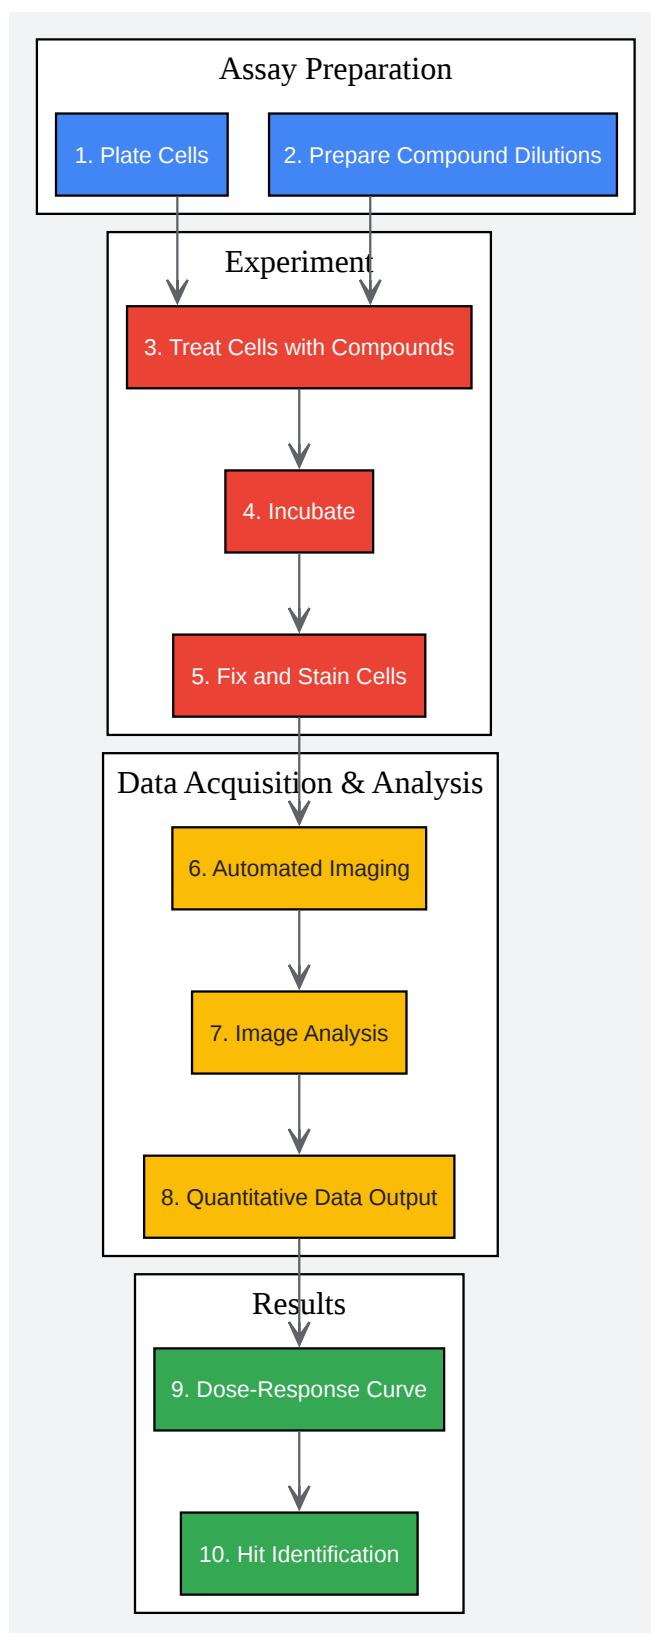 Assay Preparation
1. Plate Cells
2. Prepare Compound Dilutions
Experiment
3. Treat Cells with Compounds
4. Incubate
5. Fix and Stain Cells
Data Acquisition & Analysis
6. Automated Imaging
7. Image Analysis
8. Quantitative Data Output
Results
9. Dose-Response Curve
10. Hit Identification